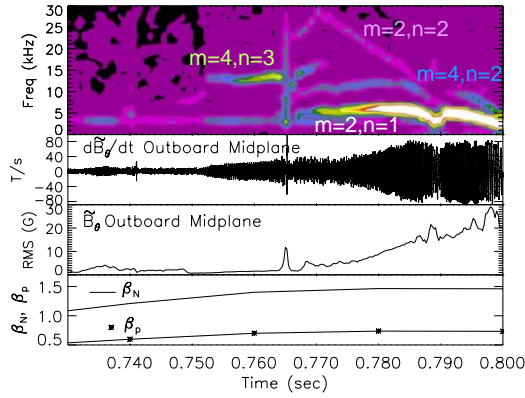 30
25
20
15
10
5
0
Freq (kHz)
m=2,n=2
m=4,n=3
m=4,n=2
m=2,n=1
80
60
40
20
0
-60
-80
T/s
dB̃θ/dt Outboard Midplane
30
20
10
0
RMS (G)
B̃θ Outboard Midplane
1.5
1.0
0.5
βN, βp
βN
βp
0.740 0.750 0.760 0.770 0.780 0.790 0.800
Time (sec)